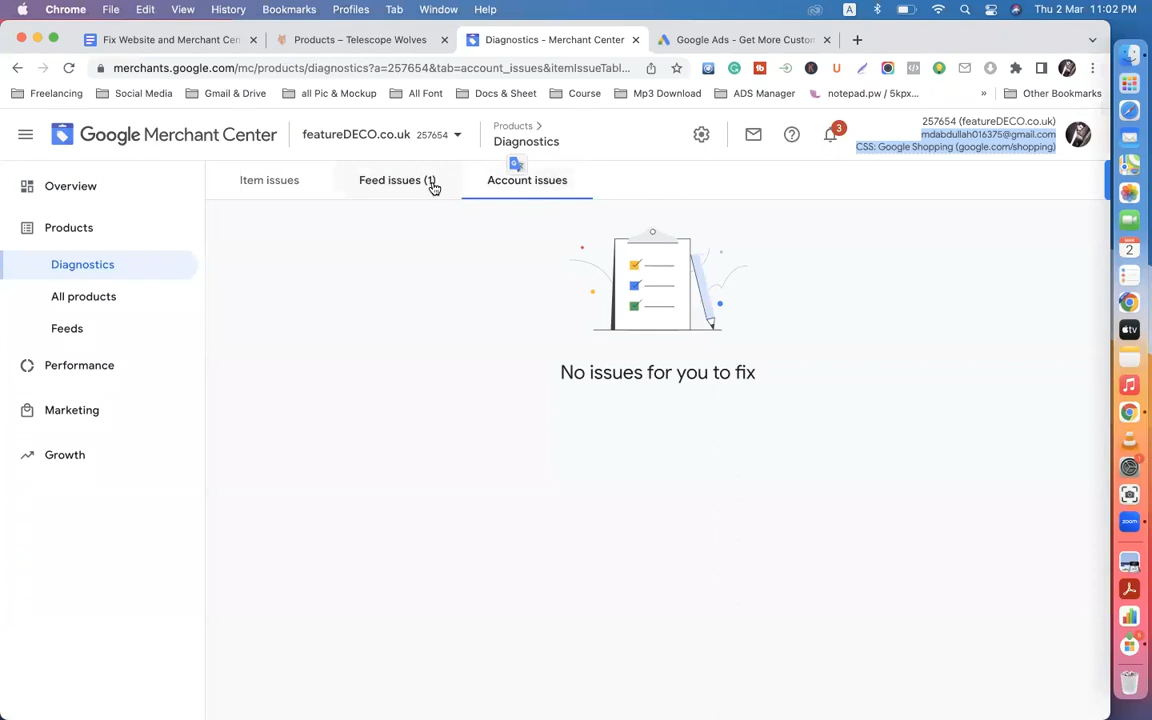 Chrome File Edit View History Bookmarks Profiles Tab Window Help A Thu 2 Mar 11:02 PM
Fix Website and Merchant Cen
Products – Telescope Wolves
Diagnostics - Merchant Center
Google Ads - Get More Custom
merchants.google.com/mc/products/diagnostics?a=257654&tab=account_issues&itemIssueTabl...
Freelancing Social Media Gmail & Drive all Pic & Mockup All Font Docs & Sheet Course Mp3 Download ADS Manager notepad.pw / 5kpx... » Other Bookmarks
Google Merchant Center
featureDECO.co.uk 257654
Products
Diagnostics
3
257654 (featureDECO.co.uk)
mdabdullah016375@gmail.com
CSS: Google Shopping (google.com/shopping)
Overview
Products
Diagnostics
All products
Feeds
Performance
Marketing
Growth
Item issues
Feed issues (1)
Account issues
No issues for you to fix
2
tv
zoom